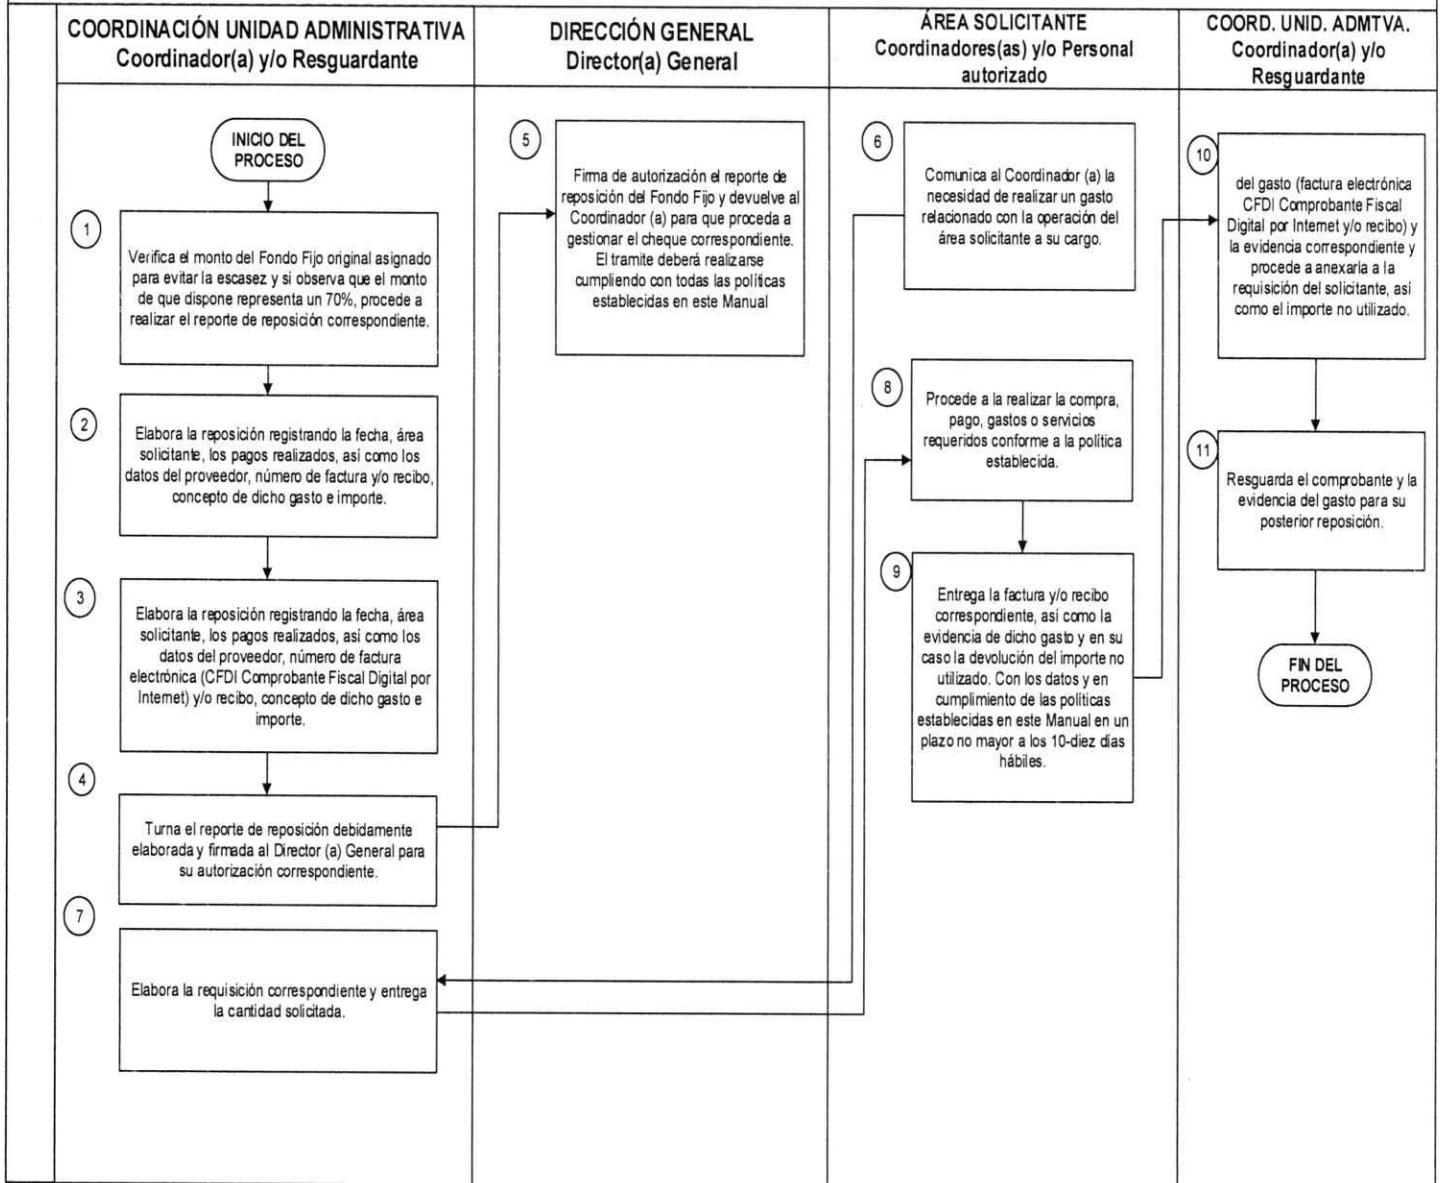 COORDINACIÓN UNIDAD ADMINISTRATIVA
Coordinador(a) y/o Resguardante
DIRECCIÓN GENERAL
Director(a) General
ÁREA SOLICITANTE
Coordinadores(as) y/o Personal
autorizado
COORD. UNID. ADMTVA.
Coordinador(a) y/o
Resguardante
INICIO DEL
PROCESO
1
Verifica el monto del Fondo Fijo original asignado
para evitar la escasez y si observa que el monto
de que dispone representa un 70%, procede a
realizar el reporte de reposición correspondiente.
2
Elabora la reposición registrando la fecha, área
solicitante, los pagos realizados, así como los
datos del proveedor, número de factura y/o recibo,
concepto de dicho gasto e importe.
3
Elabora la reposición registrando la fecha, área
solicitante, los pagos realizados, así como los
datos del proveedor, número de factura
electrónica (CFDI Comprobante Fiscal Digital por
Internet) y/o recibo, concepto de dicho gasto e
importe.
4
Turna el reporte de reposición debidamente
elaborada y firmada al Director (a) General para
su autorización correspondiente.
5
Firma de autorización el reporte de
reposición del Fondo Fijo y devuelve al
Coordinador (a) para que proceda a
gestionar el cheque correspondiente.
El tramite deberá realizarse
cumpliendo con todas las políticas
establecidas en este Manual
6
Comunica al Coordinador (a) la
necesidad de realizar un gasto
relacionado con la operación del
área solicitante a su cargo.
7
Elabora la requisición correspondiente y entrega
la cantidad solicitada.
8
Procede a la realizar la compra,
pago, gastos o servicios
requeridos conforme a la política
establecida.
9
Entrega la factura y/o recibo
correspondiente, así como la
evidencia de dicho gasto y en su
caso la devolución del importe no
utilizado. Con los datos y en
cumplimiento de las políticas
establecidas en este Manual en un
plazo no mayor a los 10-diez días
hábiles.
10
del gasto (factura electrónica
CFDI Comprobante Fiscal
Digital por Internet y/o recibo) y
la evidencia correspondiente y
procede a anexarla a la
requisición del solicitante, así
como el importe no utilizado.
11
Resguarda el comprobante y la
evidencia del gasto para su
posterior reposición.
FIN DEL
PROCESO